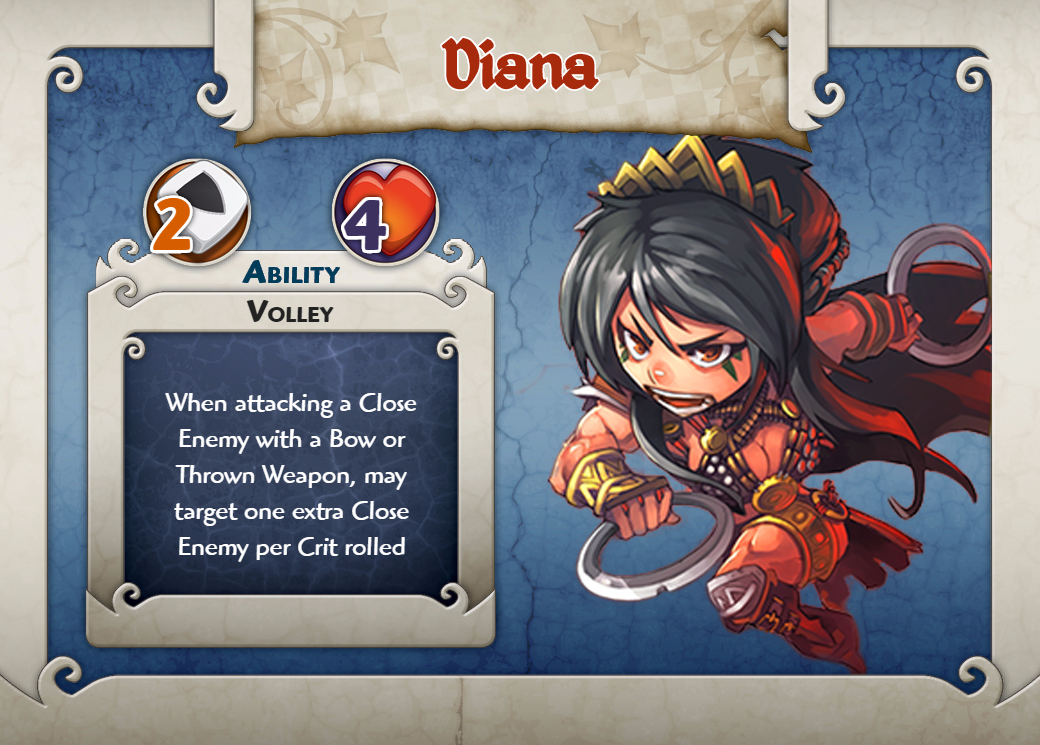 Diana
2
4
Ability
Volley
When attacking a Close
Enemy with a Bow or
Thrown Weapon, may
target one extra Close
Enemy per Crit rolled